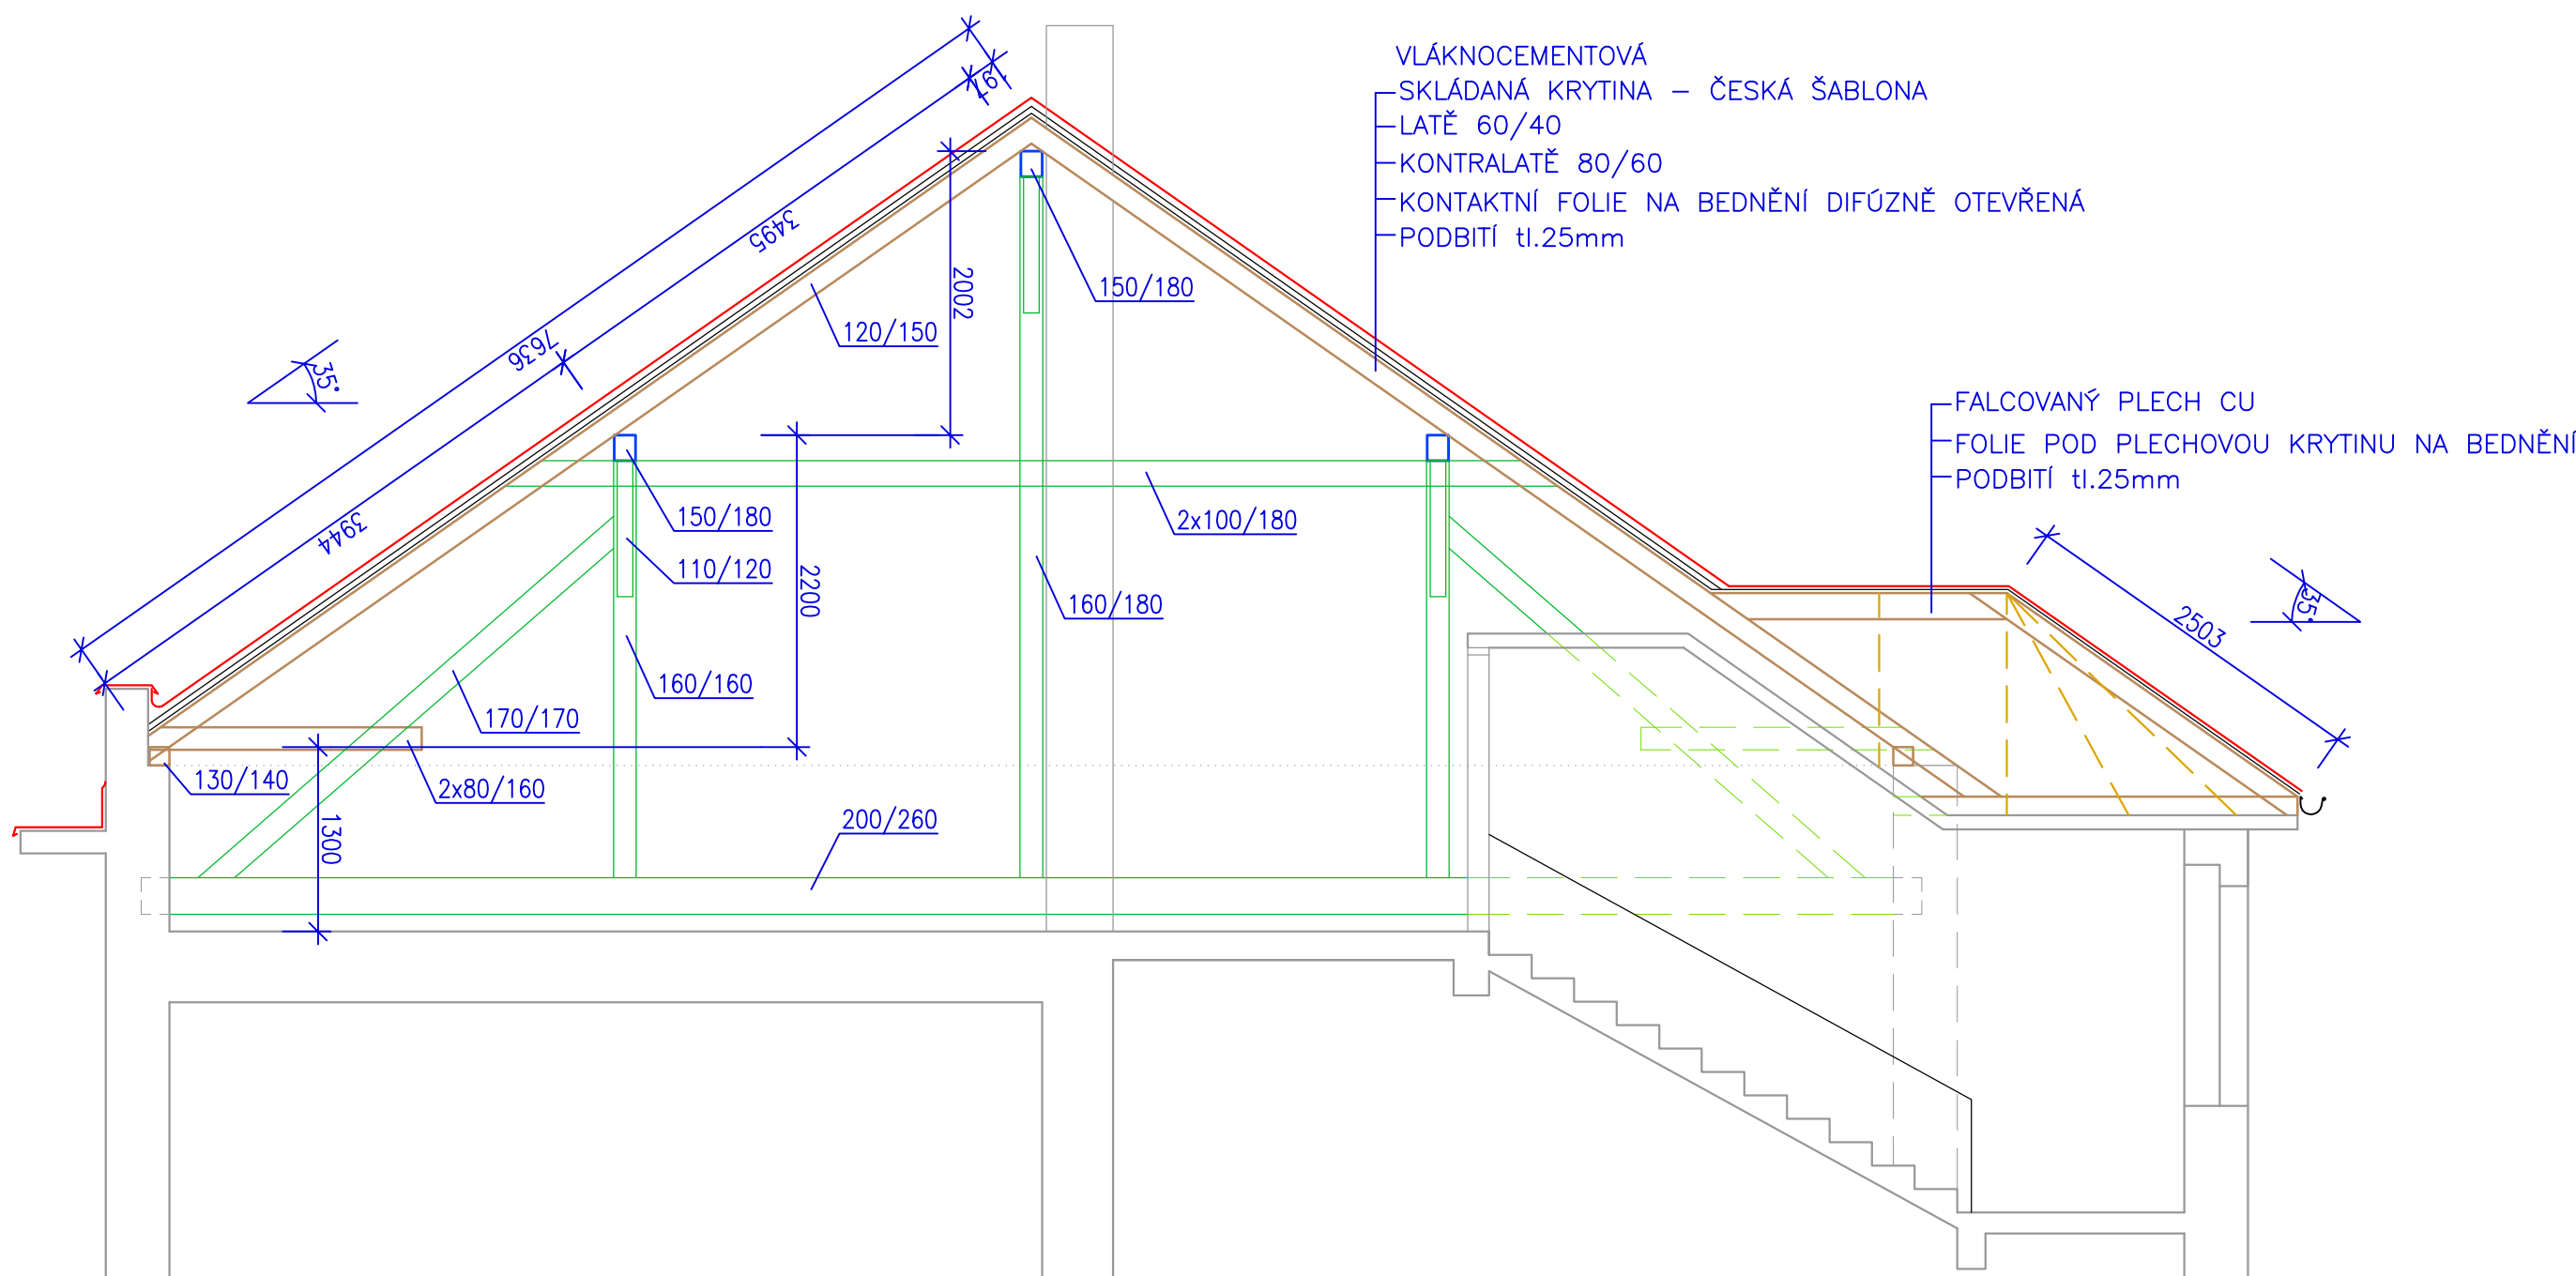 VLÁKNOCEMENTOVÁ
SKLÁDANÁ KRYTINA – ČESKÁ ŠABLONA
LATĚ 60/40
KONTRALATĚ 80/60
KONTAKTNÍ FOLIE NA BEDNĚNÍ DIFÚZNĚ OTEVŘENÁ
PODBITÍ tl.25mm
197
3495
7636
3944
35°
2002
150/180
120/150
FALCOVANÝ PLECH CU
FOLIE POD PLECHOVOU KRYTINU NA BEDNĚNÍ
PODBITÍ tl.25mm
150/180
110/120
2x100/180
2200
160/180
2503
35°
160/160
170/170
130/140
2x80/160
200/260
1300